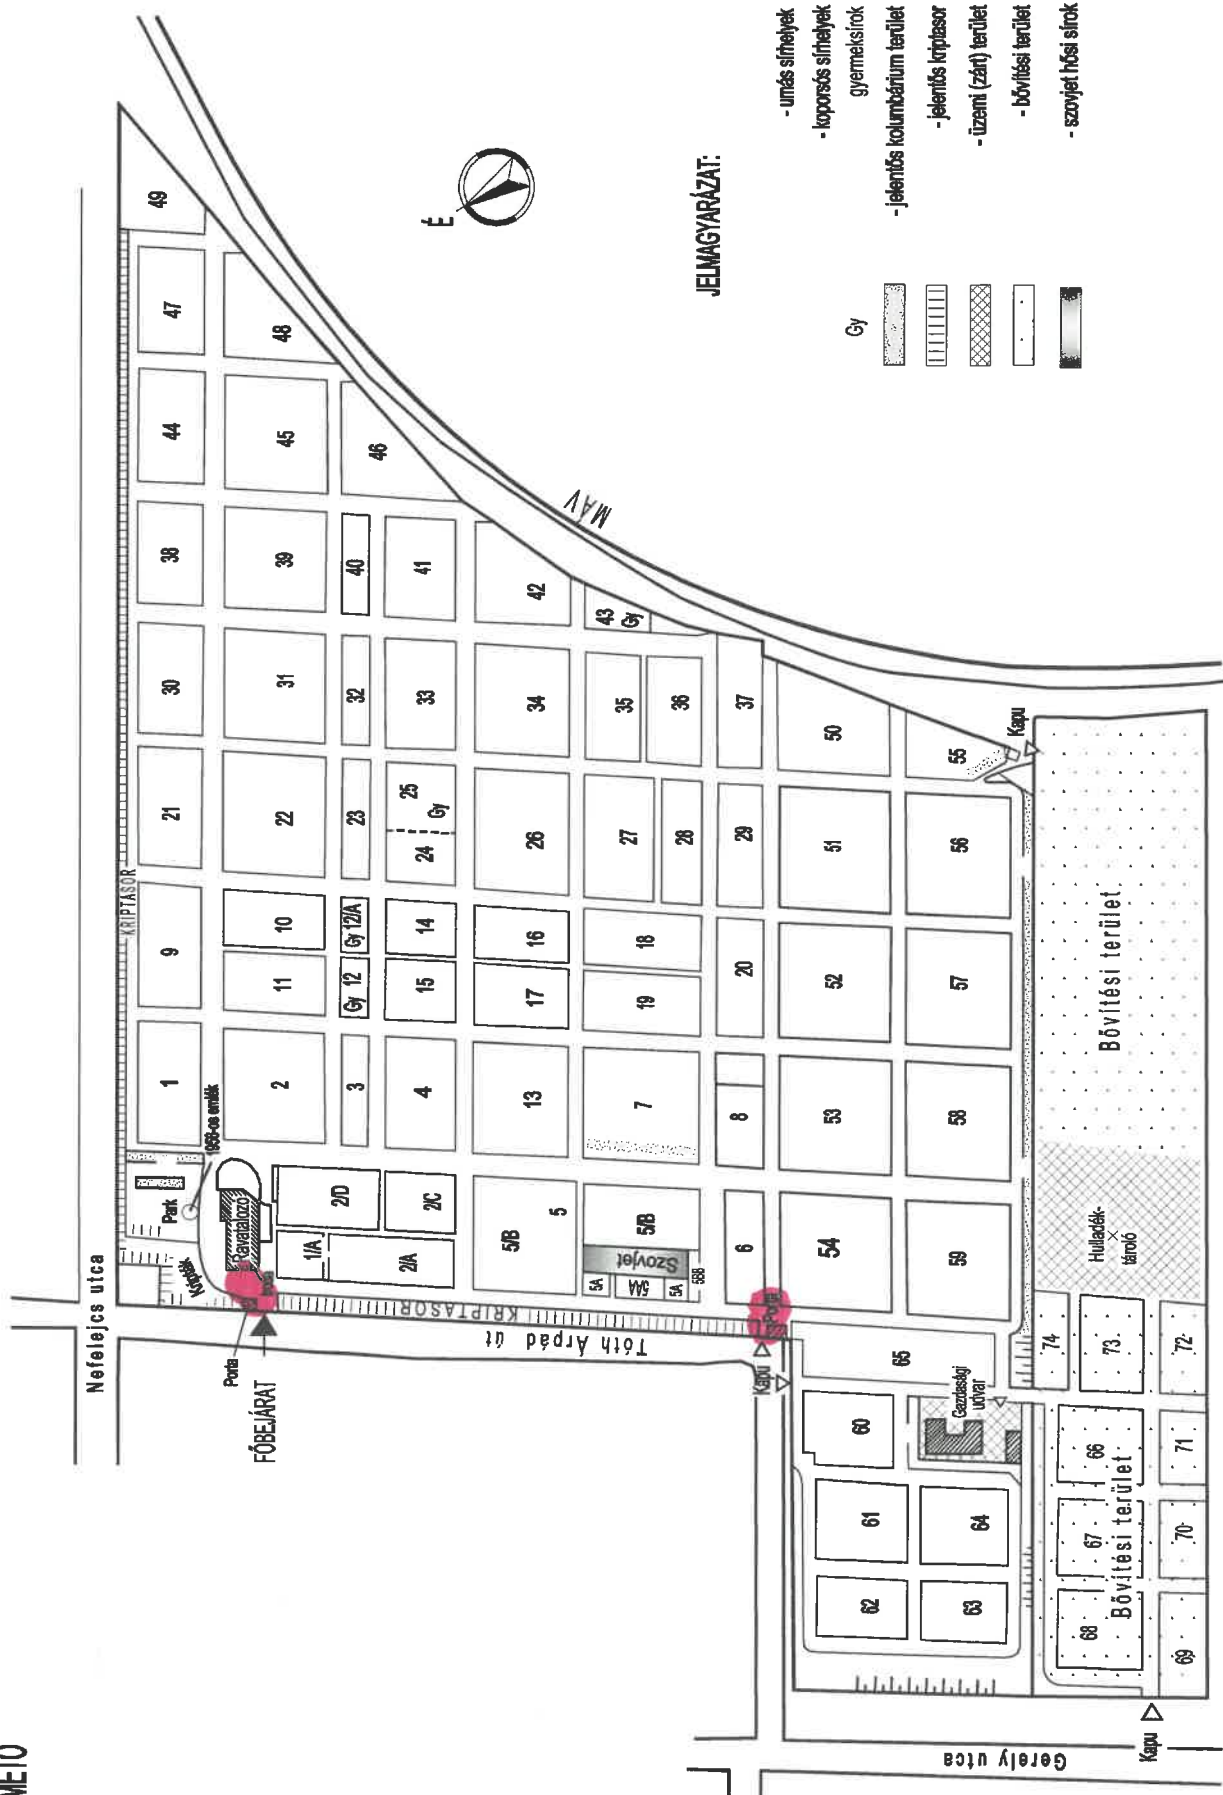 METŐ
Nefelejcs utca
KRIPTASOR
49
47
48
44
45
46
38
39
40
41
42
43
Gy
30
31
32
33
34
35
36
37
21
22
23
24
25
Gy
26
27
28
29
9
10
11
Gy 12/A
Gy 12
14
15
16
17
18
19
20
1
2
3
4
13
7
8
1956-os emlék
Park
Kripták
Ravatalozó
Porta
FŐBEJÁRAT
1/A
2/A
2/D
2/C
5/B
5
5/B
Szovjet
5A
5AA
5A
5BB
6
KRIPTASOR
Tóth Árpád út
Porta
Kapu
Kapu
50
51
52
53
54
55
56
57
58
59
Kapu
60
61
62
63
64
65
Gazdasági
udvar
Hulladék-
tároló
Bővítési terület
66
67
68
69
70
71
72
73
74
Bővítési terület
Kapu
Gerely utca
MÁV
É
JELMAGYARÁZAT:
- urnás sírhelyek
- koporsós sírhelyek
Gy gyermeksírok
- jelentős kolumbárium terület
- jelentős kriptasor
- üzemi (zárt) terület
- bővítési terület
- szovjet hősi sírok